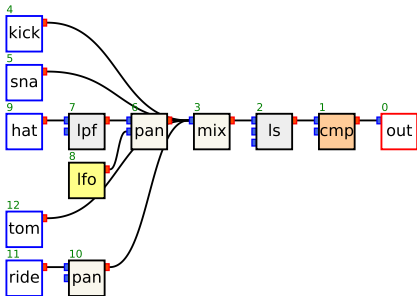 4
kick
5
sna
9 7 6 3 2 1 0
hat lpf pan mix ls cmp out
8
lfo
12
tom
11 10
ride pan